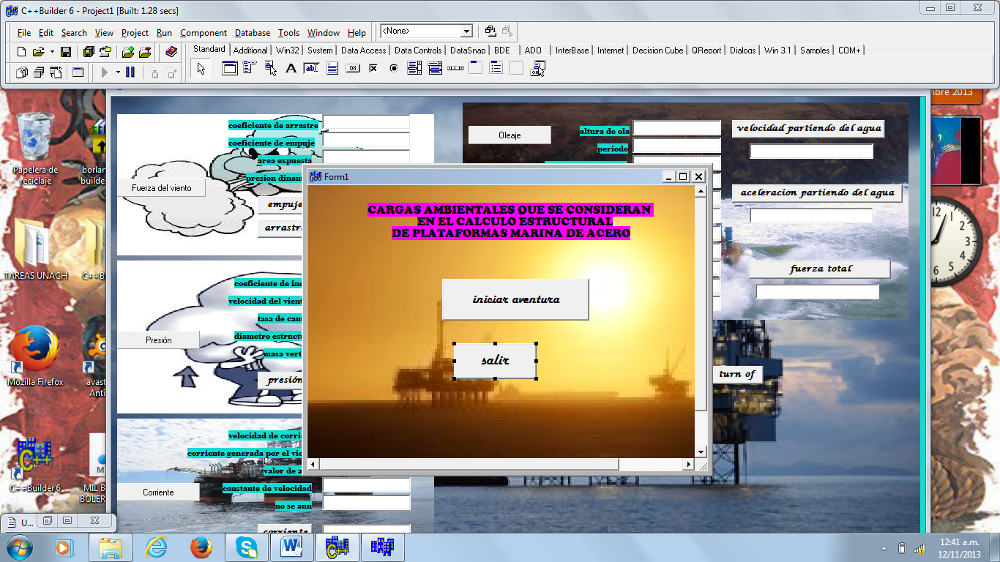 C++Builder 6 - Project1 [Built: 1.28 secs]
File Edit Search View Project Run Component Database Tools Window Help
<None>
Standard Additional Win32 System Data Access Data Controls DataSnap BDE ADO InterBase Internet Decision Cube QReport Dialogs Win 3.1 Samples COM+
mbre 2013
Papelera de
reciclaje
borlan
builde
TAREAS UNACH
C++B
Mozilla Firefox
avast
Anti
C++Builder 6
MIL B
BOLER
coeficiente de arrastre
coeficiente de empuje
area expuesta
presion dinam
Fuerza del viento
empuje
arrastr
coeficiente de ine
velocidad del vient
tasa de cam
diametro estructu
masa vert
Presión
presión
velocidad de corri
corriente generada por el vie
valor de a
constante de velocidad
no se aun
Corriente
corriente
Oleaje
altura de ola
periodo
velocidad partiendo del agua
aceleracion partiendo del agua
fuerza total
turn of
Form1
CARGAS AMBIENTALES QUE SE CONSIDERAN
EN EL CALCULO ESTRUCTURAL
DE PLATAFORMAS MARINA DE ACERO
iniciar aventura
salir
U...
12:41 a.m.
12/11/2013